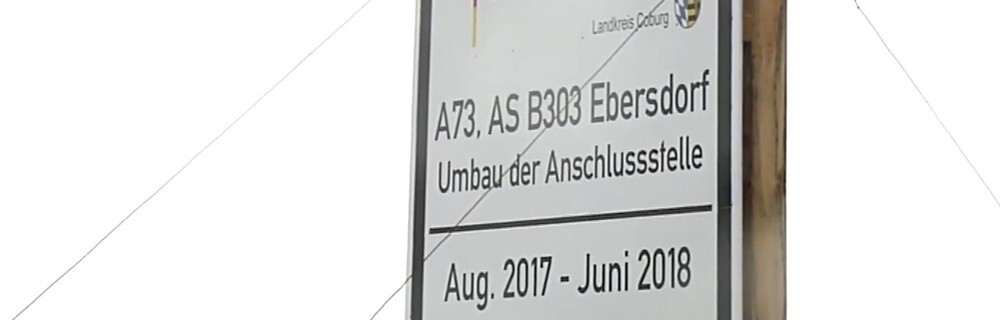 Landkreis Coburg
A73, AS B303 Ebersdorf
Umbau der Anschlussstelle
Aug. 2017 - Juni 2018